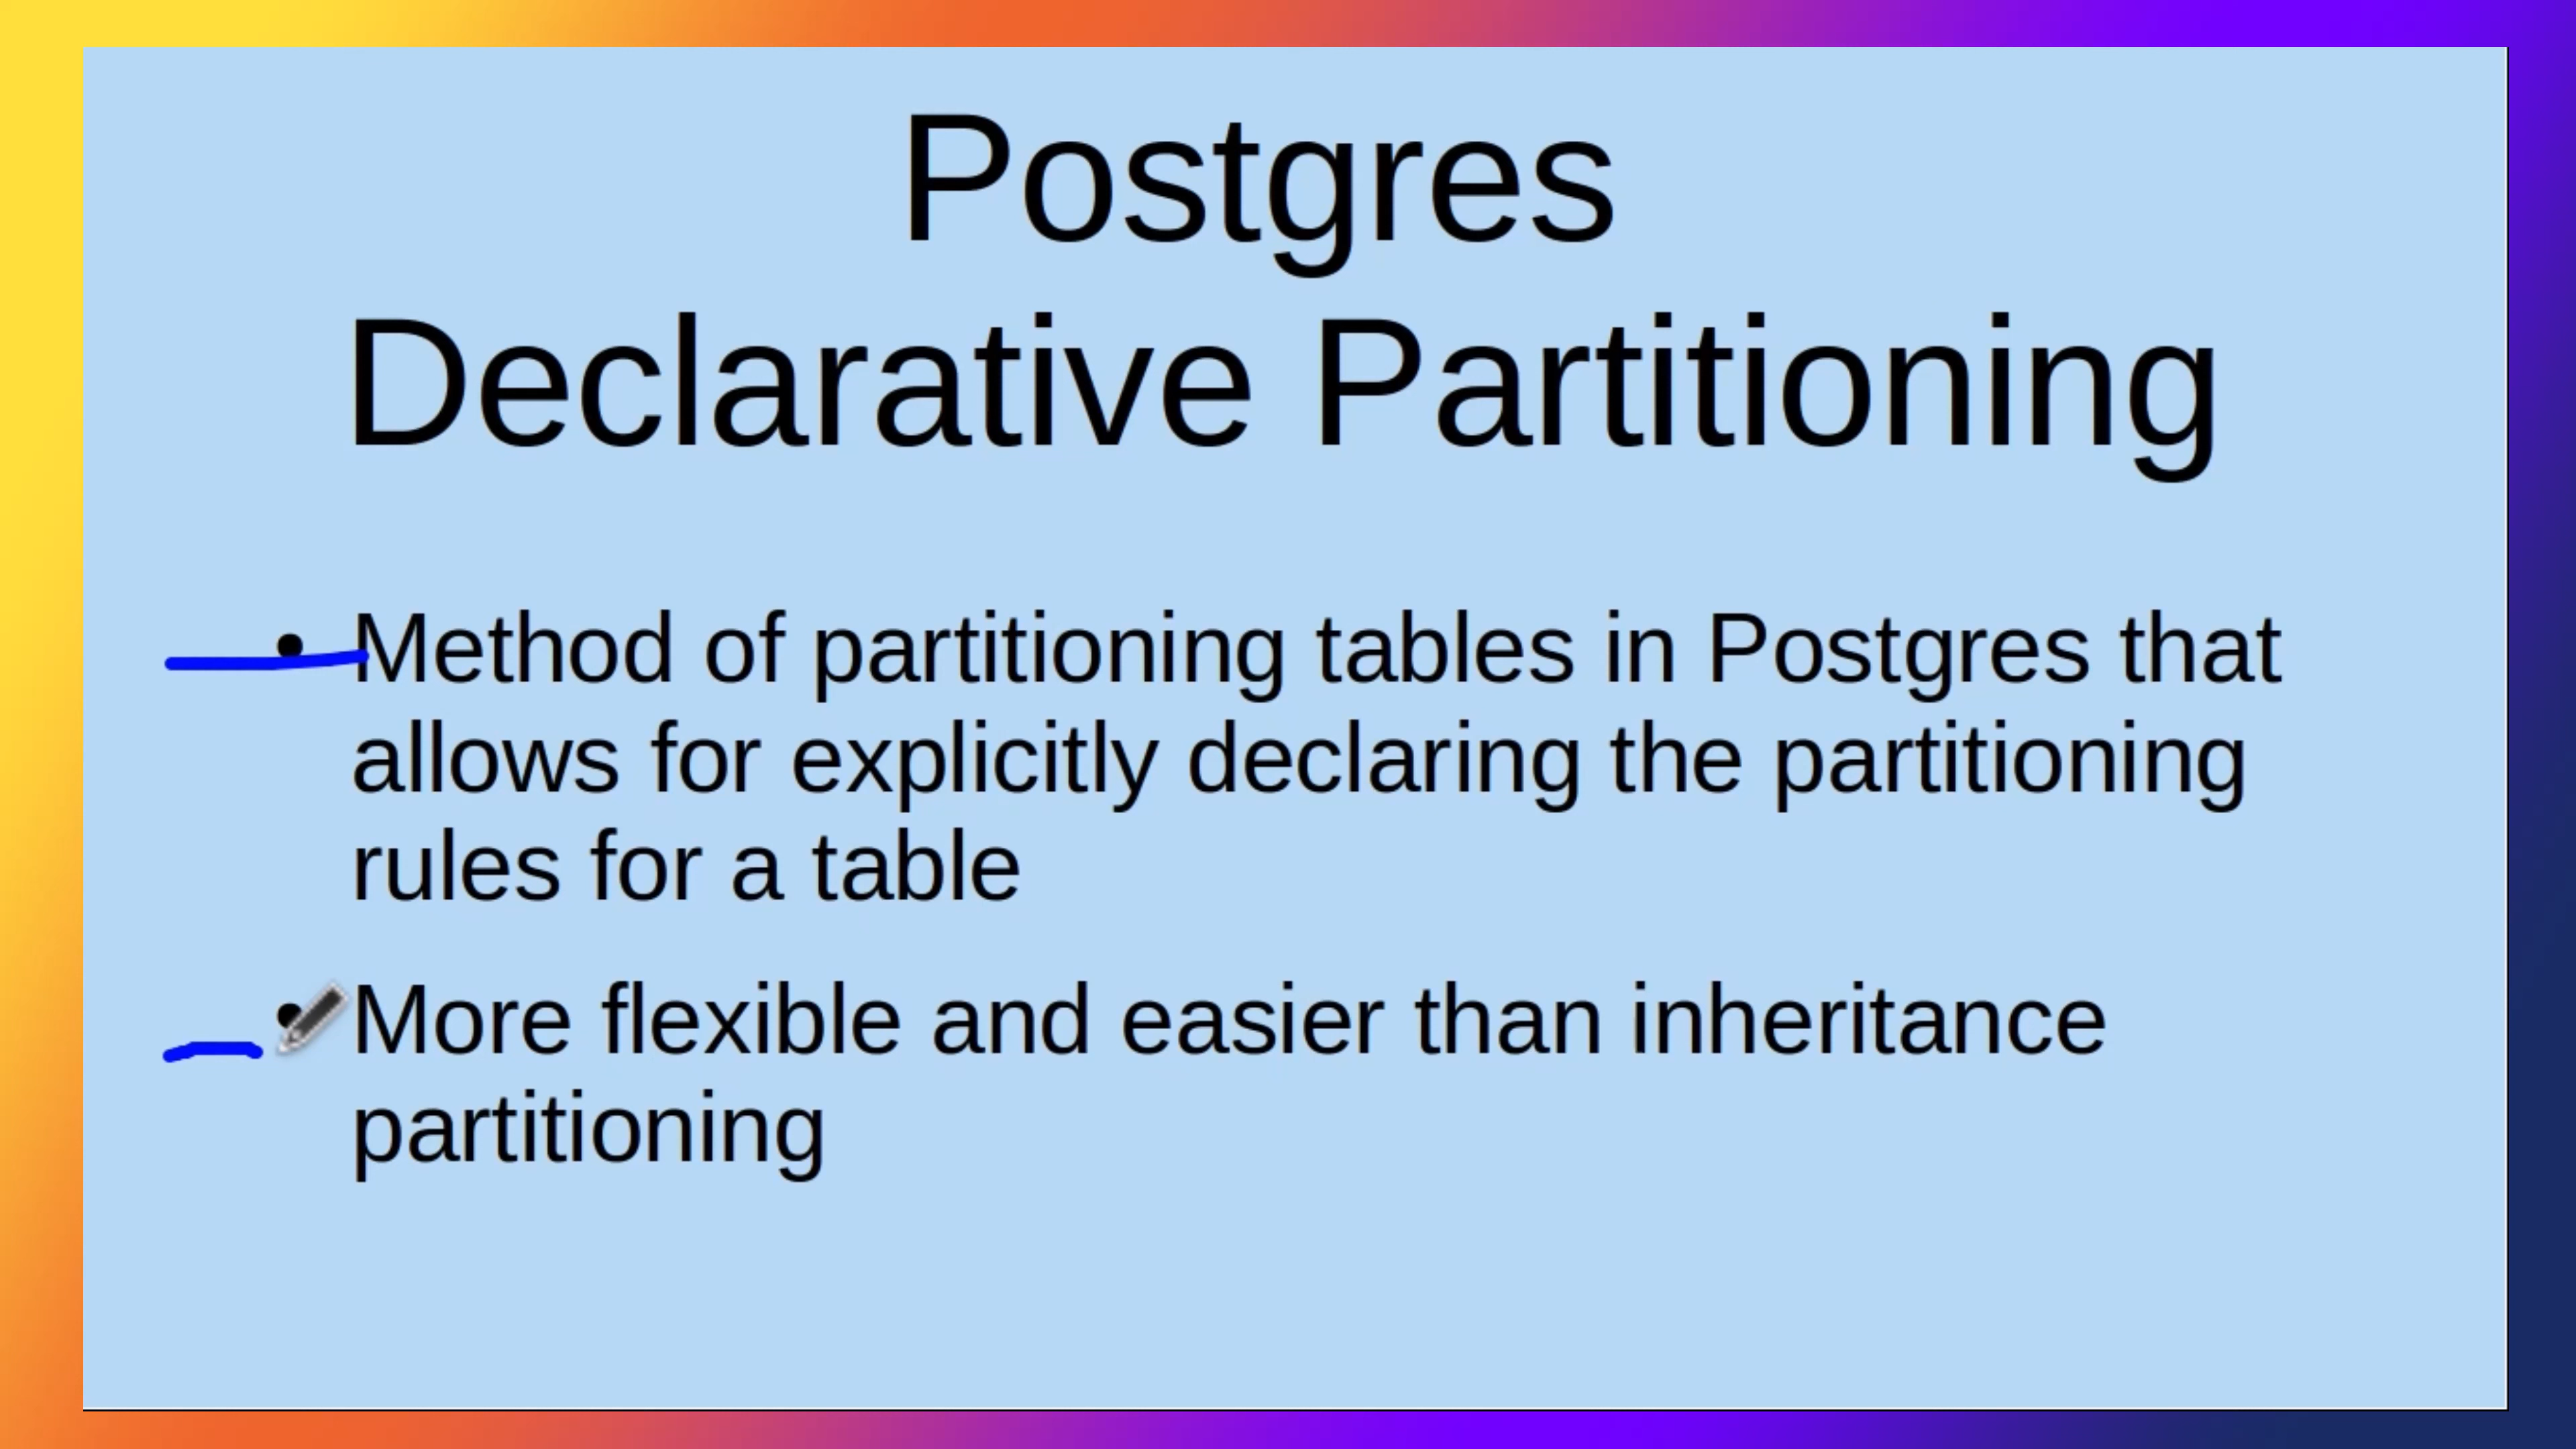 Postgres
Declarative Partitioning
• Method of partitioning tables in Postgres that
allows for explicitly declaring the partitioning
rules for a table
• More flexible and easier than inheritance
partitioning